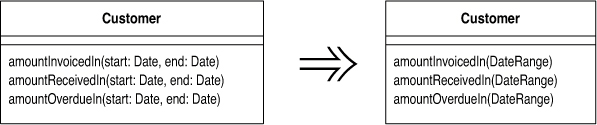 Customer
amountInvoicedIn(start: Date, end: Date)
amountReceivedIn(start: Date, end: Date)
amountOverdueIn(start: Date, end: Date)
Customer
amountInvoicedIn(DateRange)
amountReceivedIn(DateRange)
amountOverdueIn(DateRange)